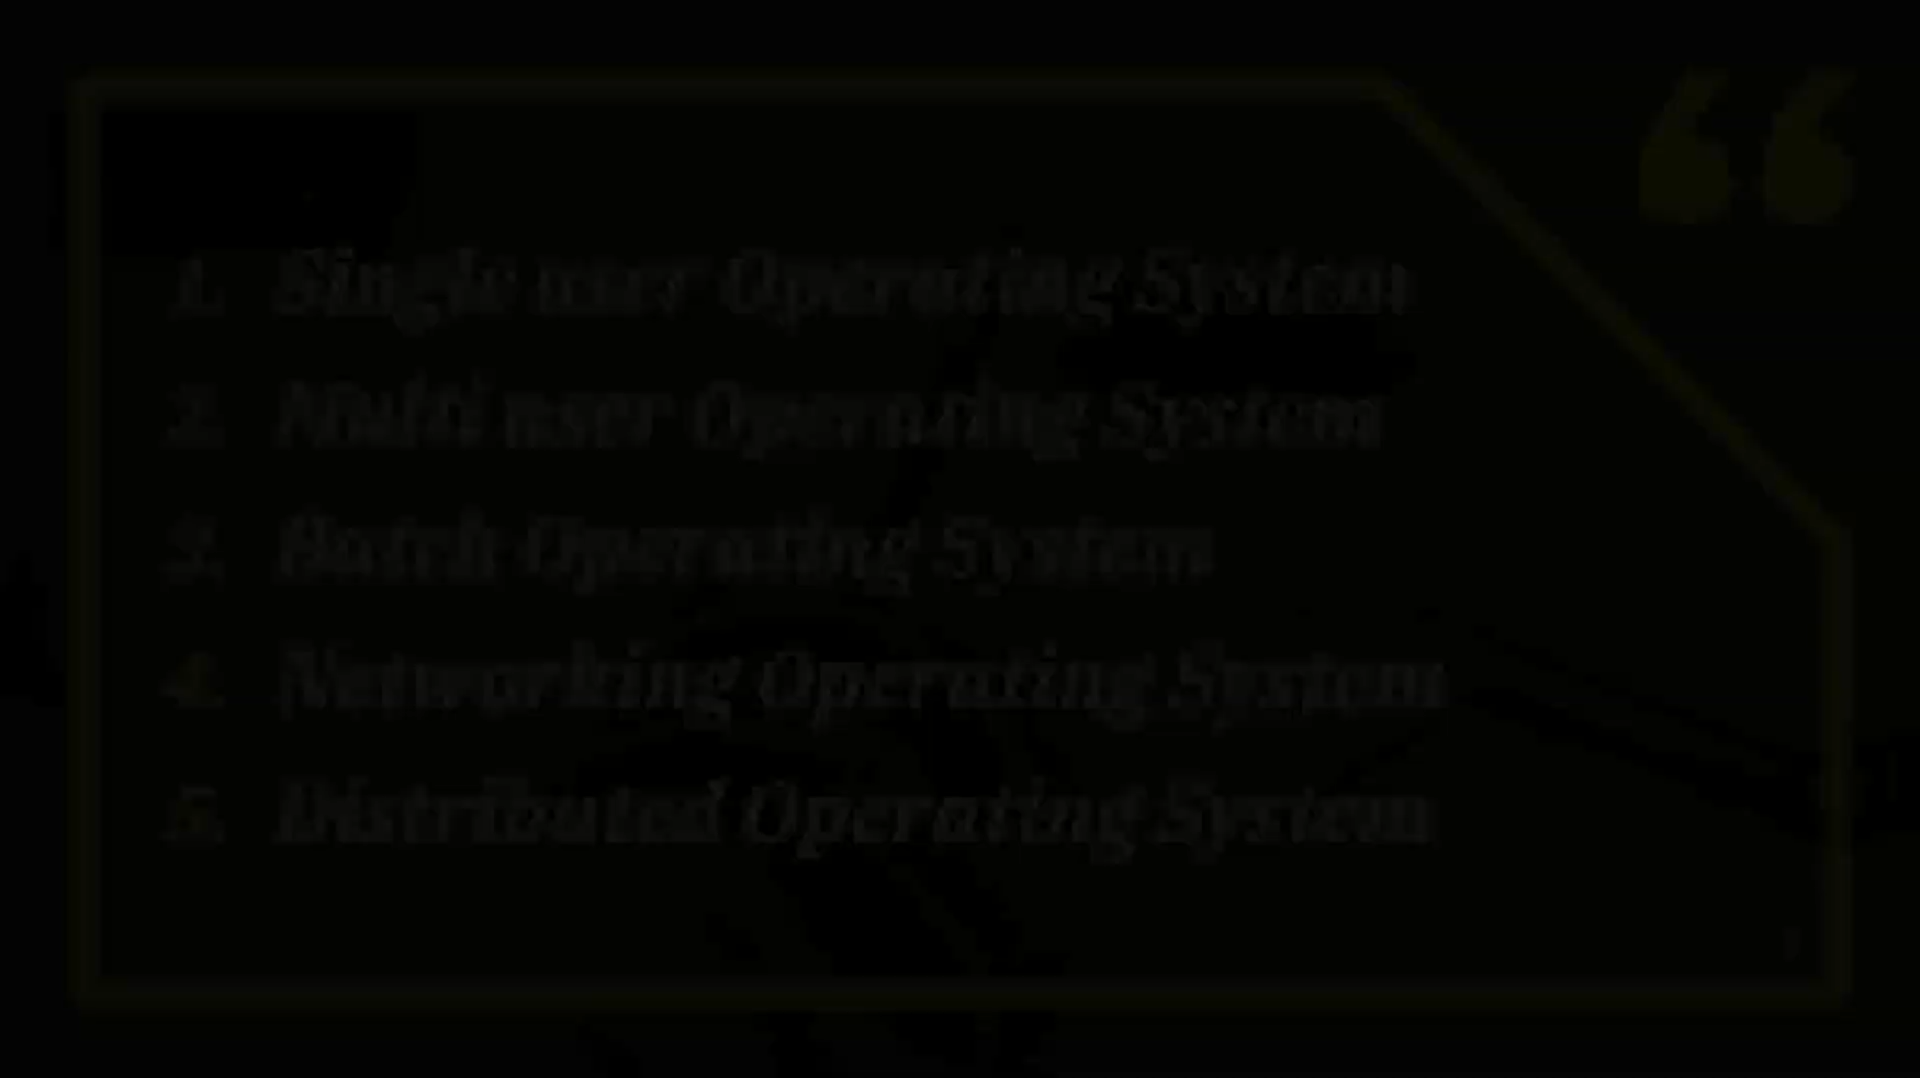 “
1. Single user Operating System
2. Multi user Operating System
3. Batch Operating System
4. Networking Operating System
5. Distributed Operating System